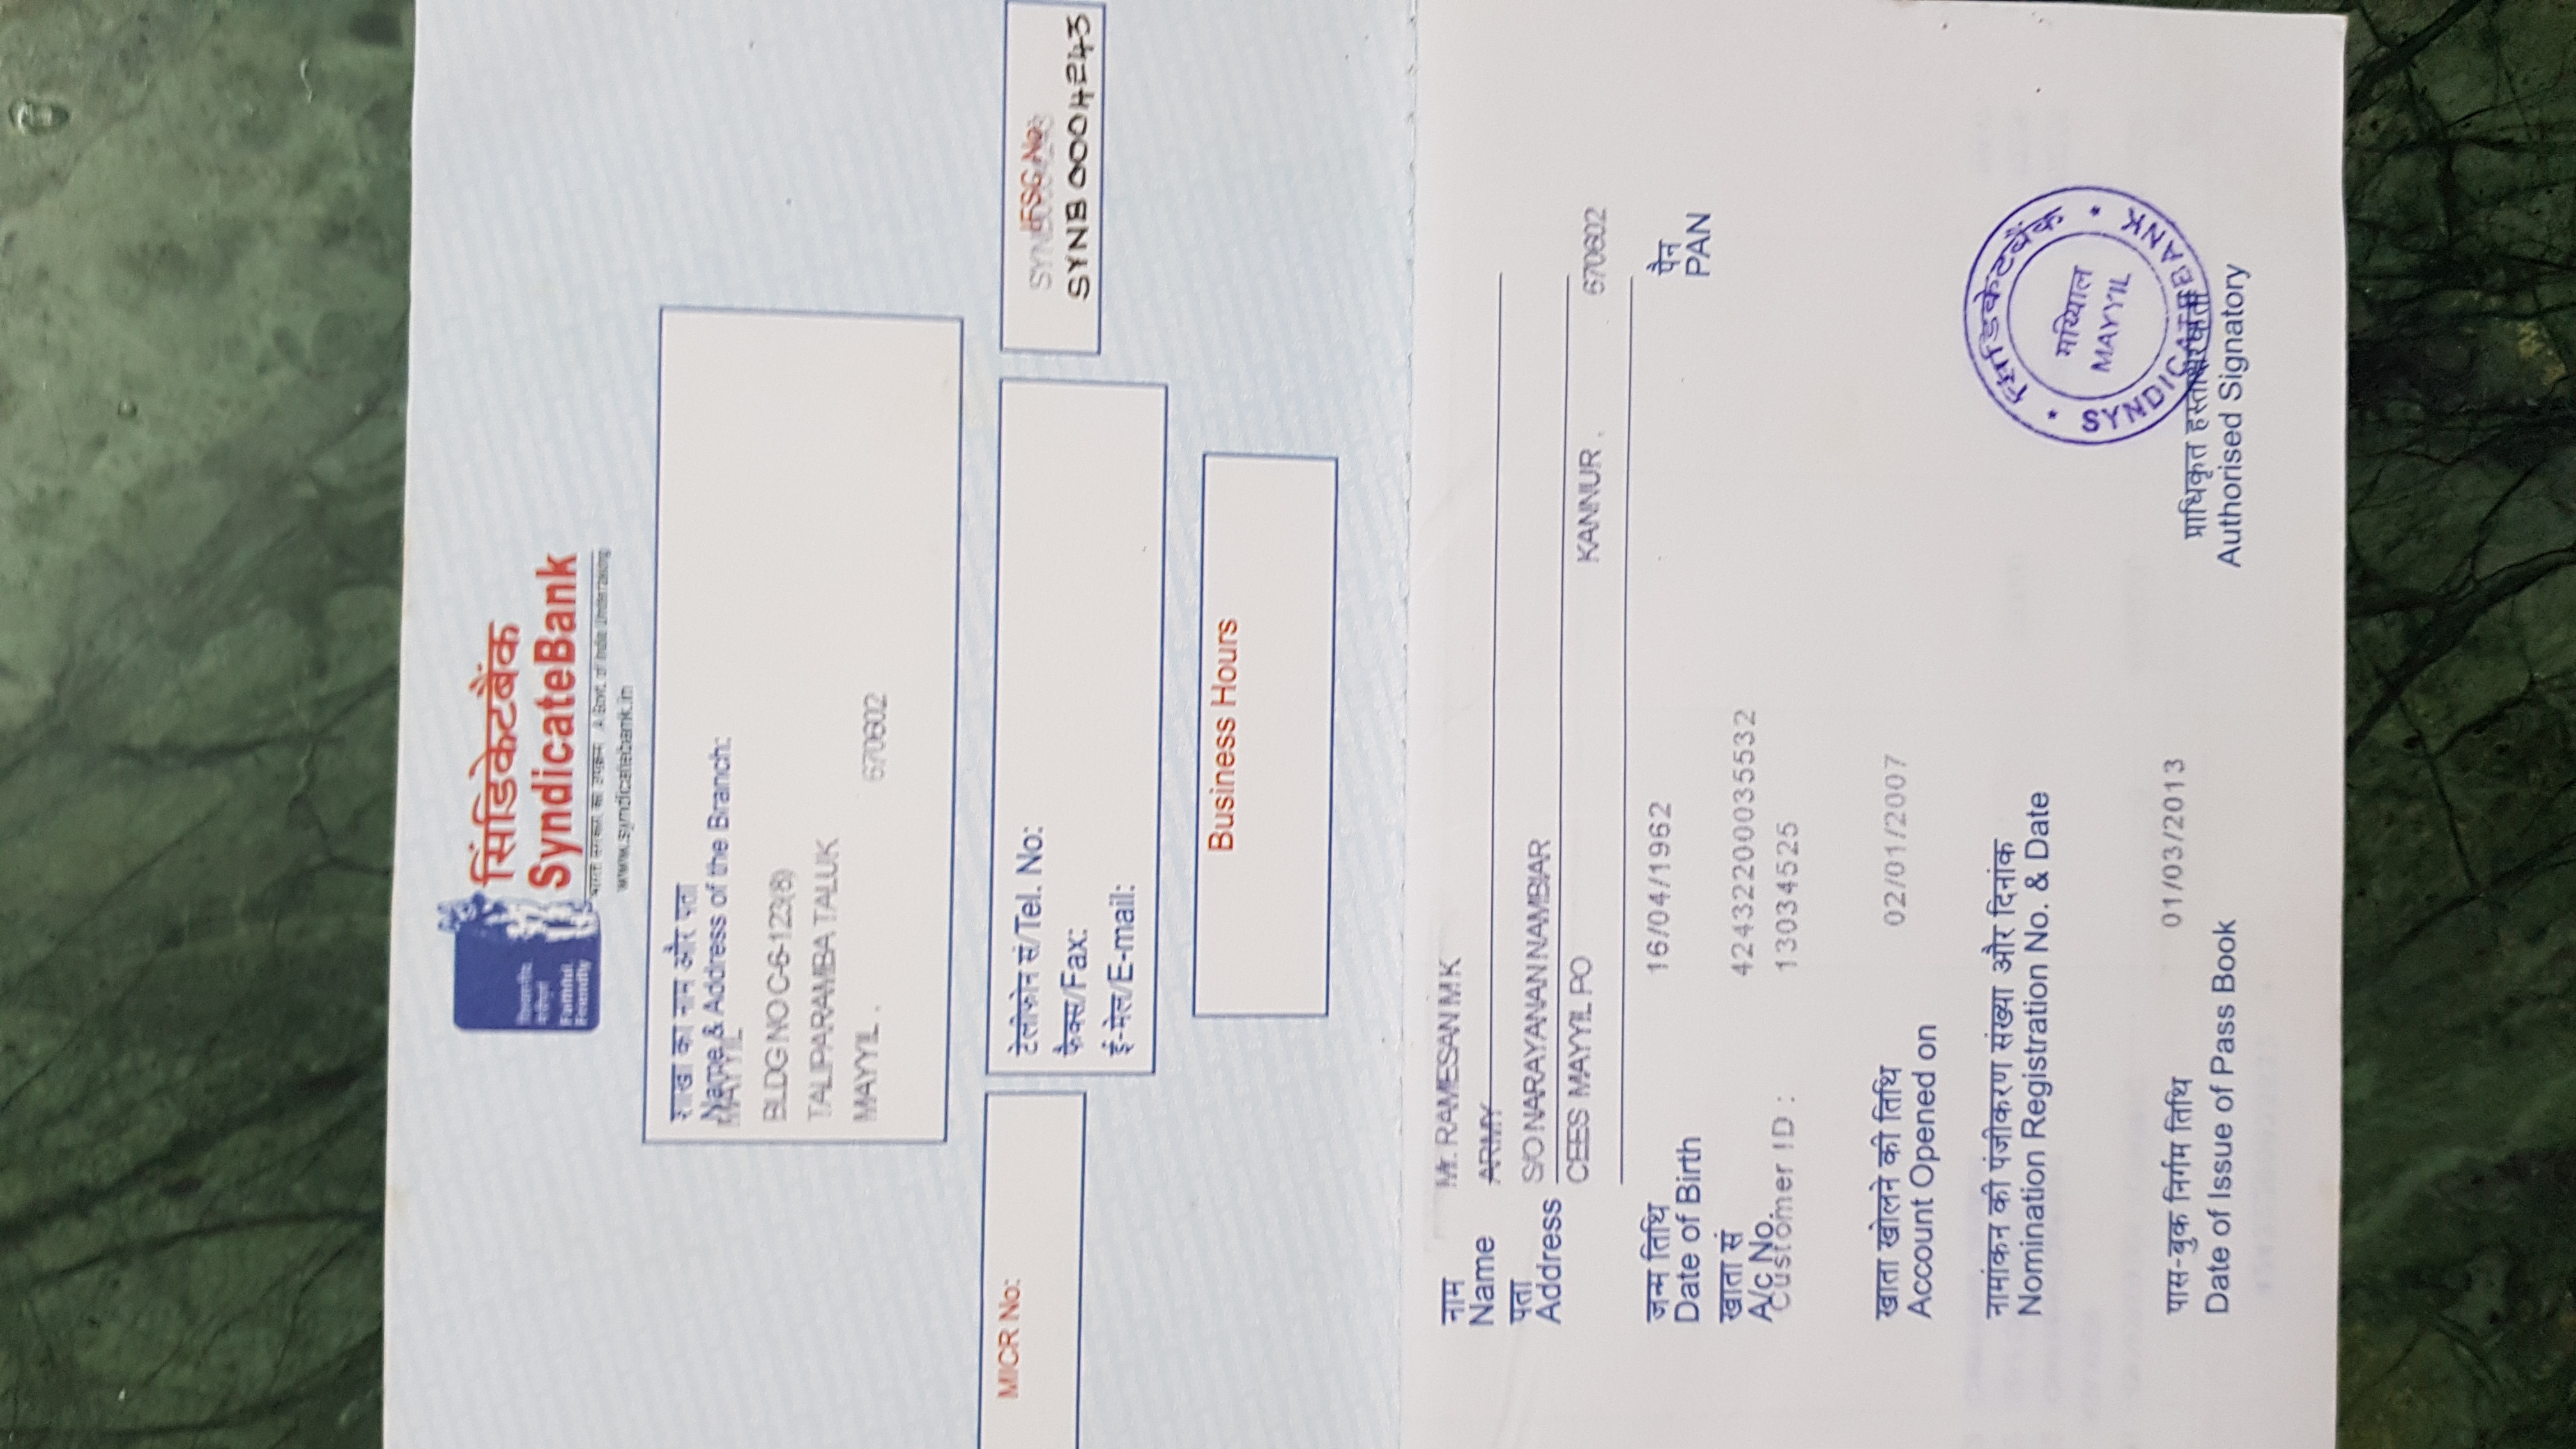 सिंडिकेटबैंक
SyndicateBank
Faithful. Friendly
भारत सरकार का उपक्रम A Govt. of India Undertaking
www.syndicatebank.in
शाखा का नाम और पता
Name & Address of the Branch:
MAYYIL
BLDG NO C-6-123(8)
TALIPARAMBA TALUK
MAYYIL . 670602
MICR No:
टेलीफोन सं/Tel. No:
फैक्स/Fax:
ई-मेल/E-mail:
IFSC No:
SYNB0004243
SYNB 0004243
Business Hours
नाम Mr. RAMESAN M K
Name ARMY
पता
Address S/O NARAYANAN NAMBIAR
CEES MAYYIL PO KANNUR . 670602
जन्म तिथि 16/04/1962 पैन
Date of Birth PAN
खाता सं
A/c No. 42432200035532
Customer ID : 13034525
खाता खोलने की तिथि 02/01/2007
Account Opened on
नामांकन की पंजीकरण संख्या और दिनांक
Nomination Registration No. & Date
सिंडिकेटबैंक
मय्यिाल
MAYYIL
SYNDICATE BANK
पास-बुक निर्गम तिथि 01/03/2013
Date of Issue of Pass Book
प्राधिकृत हस्ताक्षरकर्ता
Authorised Signatory